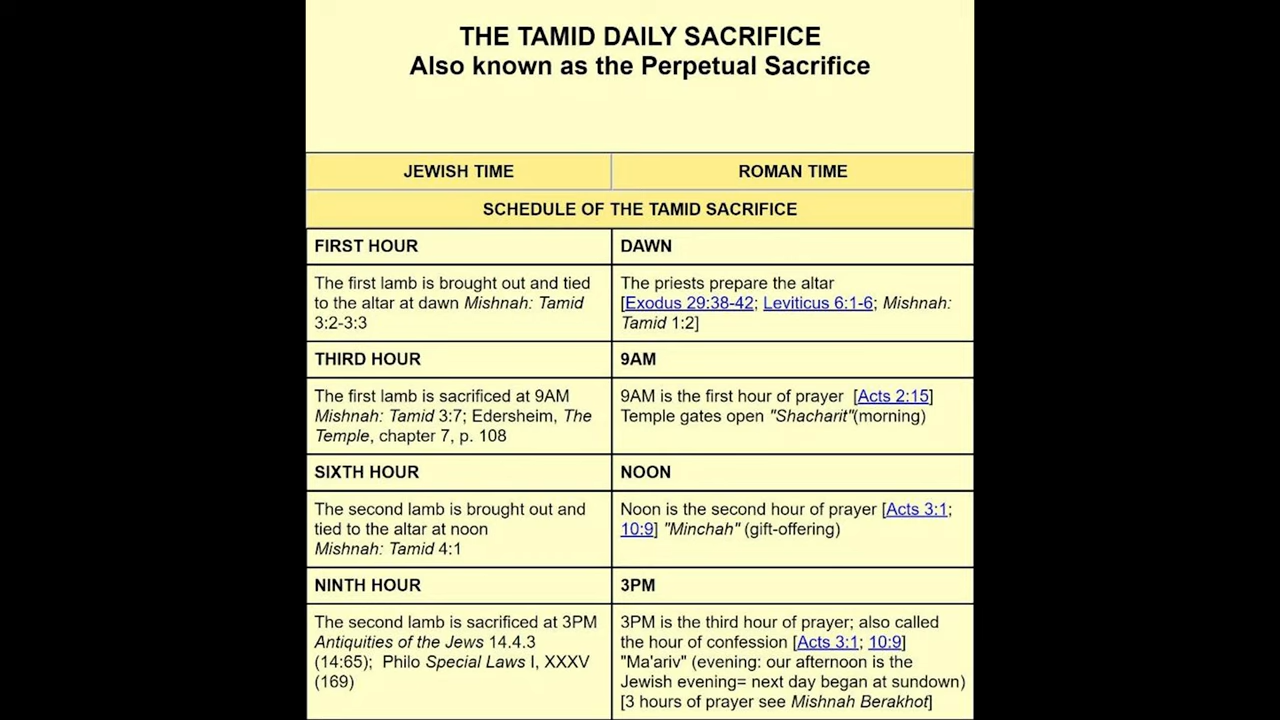 THE TAMID DAILY SACRIFICE
Also known as the Perpetual Sacrifice
JEWISH TIME
ROMAN TIME
SCHEDULE OF THE TAMID SACRIFICE
FIRST HOUR
DAWN
The first lamb is brought out and tied
to the altar at dawn Mishnah: Tamid
3:2-3:3
The priests prepare the altar
[Exodus 29:38-42; Leviticus 6:1-6; Mishnah:
Tamid 1:2]
THIRD HOUR
9AM
The first lamb is sacrificed at 9AM
Mishnah: Tamid 3:7; Edersheim, The
Temple, chapter 7, p. 108
9AM is the first hour of prayer [Acts 2:15]
Temple gates open "Shacharit"(morning)
SIXTH HOUR
NOON
The second lamb is brought out and
tied to the altar at noon
Mishnah: Tamid 4:1
Noon is the second hour of prayer [Acts 3:1;
10:9] "Minchah" (gift-offering)
NINTH HOUR
3PM
The second lamb is sacrificed at 3PM
Antiquities of the Jews 14.4.3
(14:65); Philo Special Laws I, XXXV
(169)
3PM is the third hour of prayer; also called
the hour of confession [Acts 3:1; 10:9]
"Ma'ariv" (evening: our afternoon is the
Jewish evening= next day began at sundown)
[3 hours of prayer see Mishnah Berakhot]